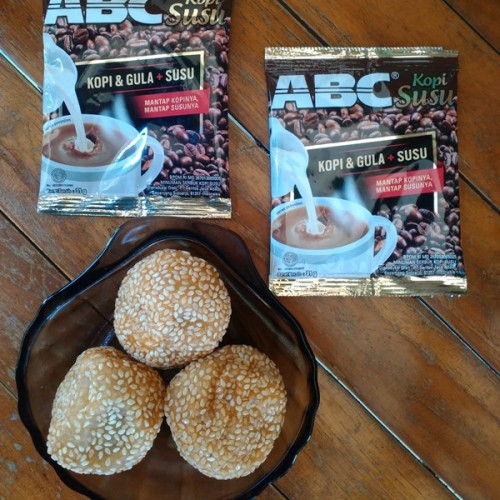 ABC Kopi
Susu
KOPI & GULA + SUSU
MANTAP KOPINYA,
MANTAP SUSUNYA
ABC® Kopi
Susu
KOPI & GULA + SUSU
MANTAP KOPINYA,
MANTAP SUSUNYA